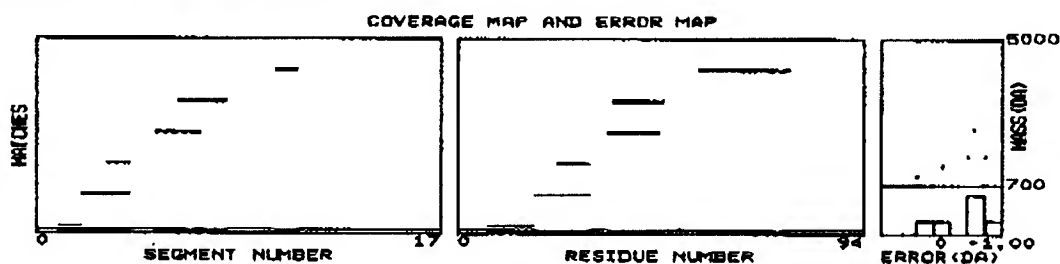 COVERAGE MAP AND ERROR MAP
MATCHES
0
17
SEGMENT NUMBER
0
94
RESIDUE NUMBER
5000
MASS(DA)
700
0
-1.00
ERROR(DA)